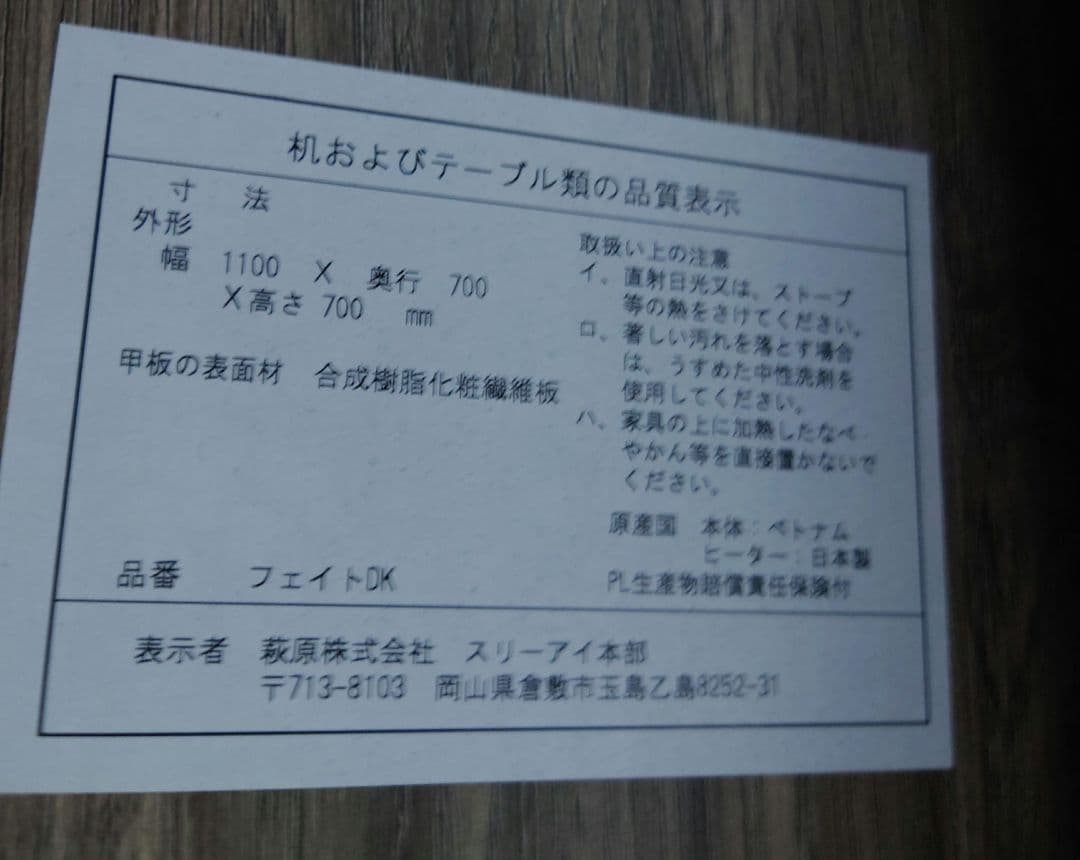 机およびテーブル類の品質表示
寸 法
外形
幅 1100 X 奥行 700
X高さ 700 mm
甲板の表面材 合成樹脂化粧繊維板
品番 フェイトDK
取扱い上の注意
イ、直射日光又は、ストーブ
等の熱をさけてください。
ロ、著しい汚れを落とす場合
は、うすめた中性洗剤を
使用してください。
ハ、家具の上に加熱したなべ・
やかん等を直接置かないで
ください。
原産国 本体：ベトナム
ヒーター：日本製
PL生産物賠償責任保険付
表示者 萩原株式会社 スリーアイ本部
〒713-8103 岡山県倉敷市玉島乙島8252-31